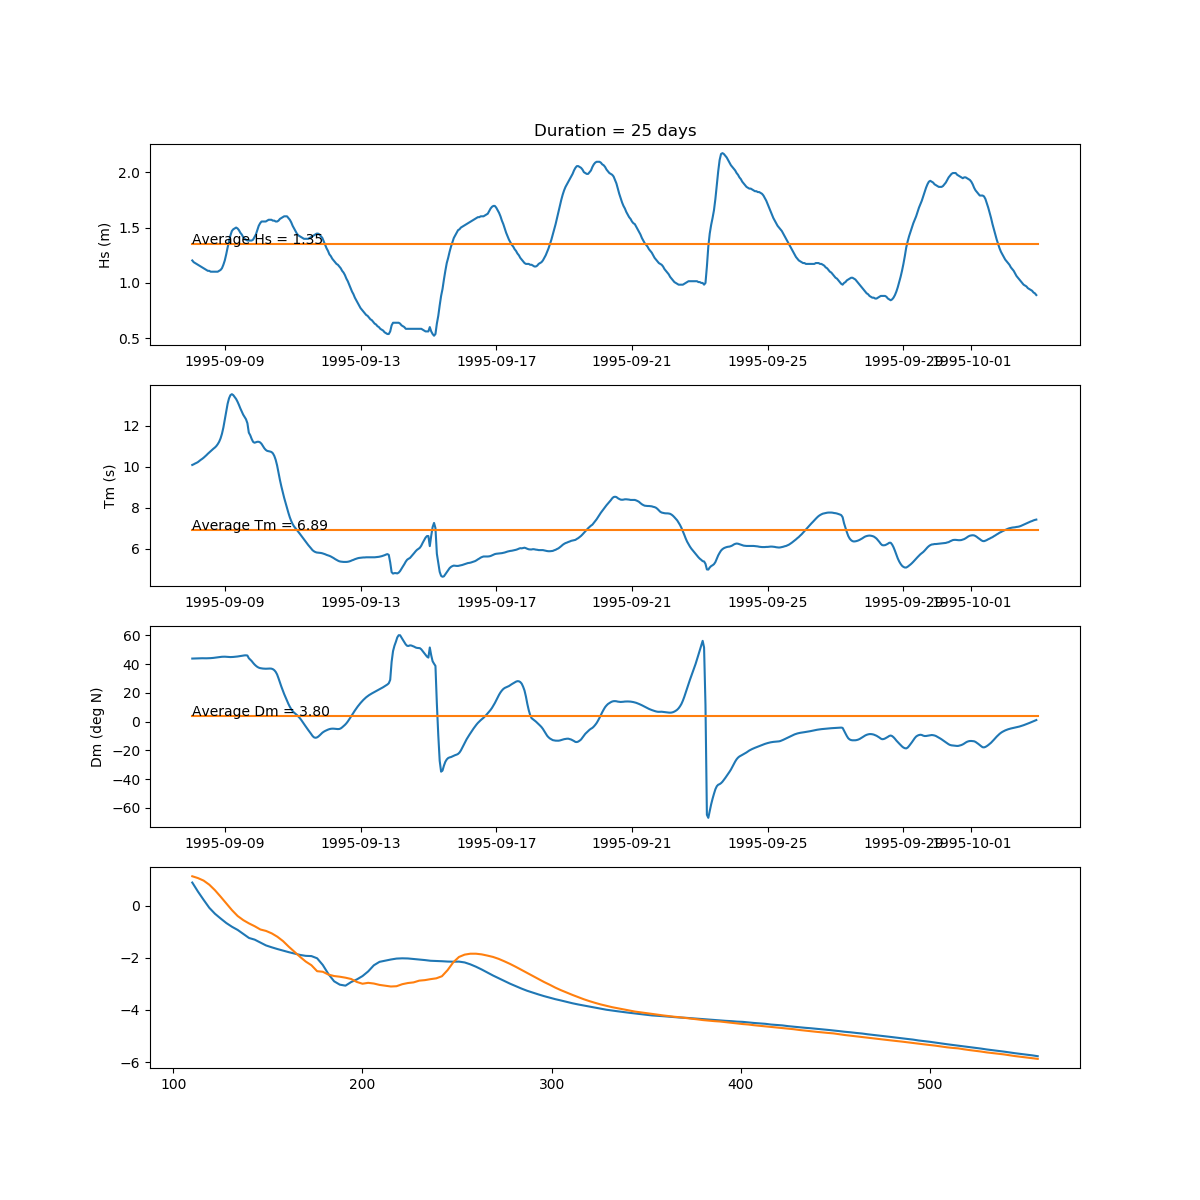 Duration = 25 days
Hs (m)
2.0
1.5
1.0
0.5
Average Hs = 1.35
1995-09-09 1995-09-13 1995-09-17 1995-09-21 1995-09-25 1995-09-29 1995-10-01
Tm (s)
12
10
8
6
Average Tm = 6.89
1995-09-09 1995-09-13 1995-09-17 1995-09-21 1995-09-25 1995-09-29 1995-10-01
Dm (deg N)
60
40
20
0
−20
−40
−60
Average Dm = 3.80
1995-09-09 1995-09-13 1995-09-17 1995-09-21 1995-09-25 1995-09-29 1995-10-01
0
−2
−4
−6
100 200 300 400 500